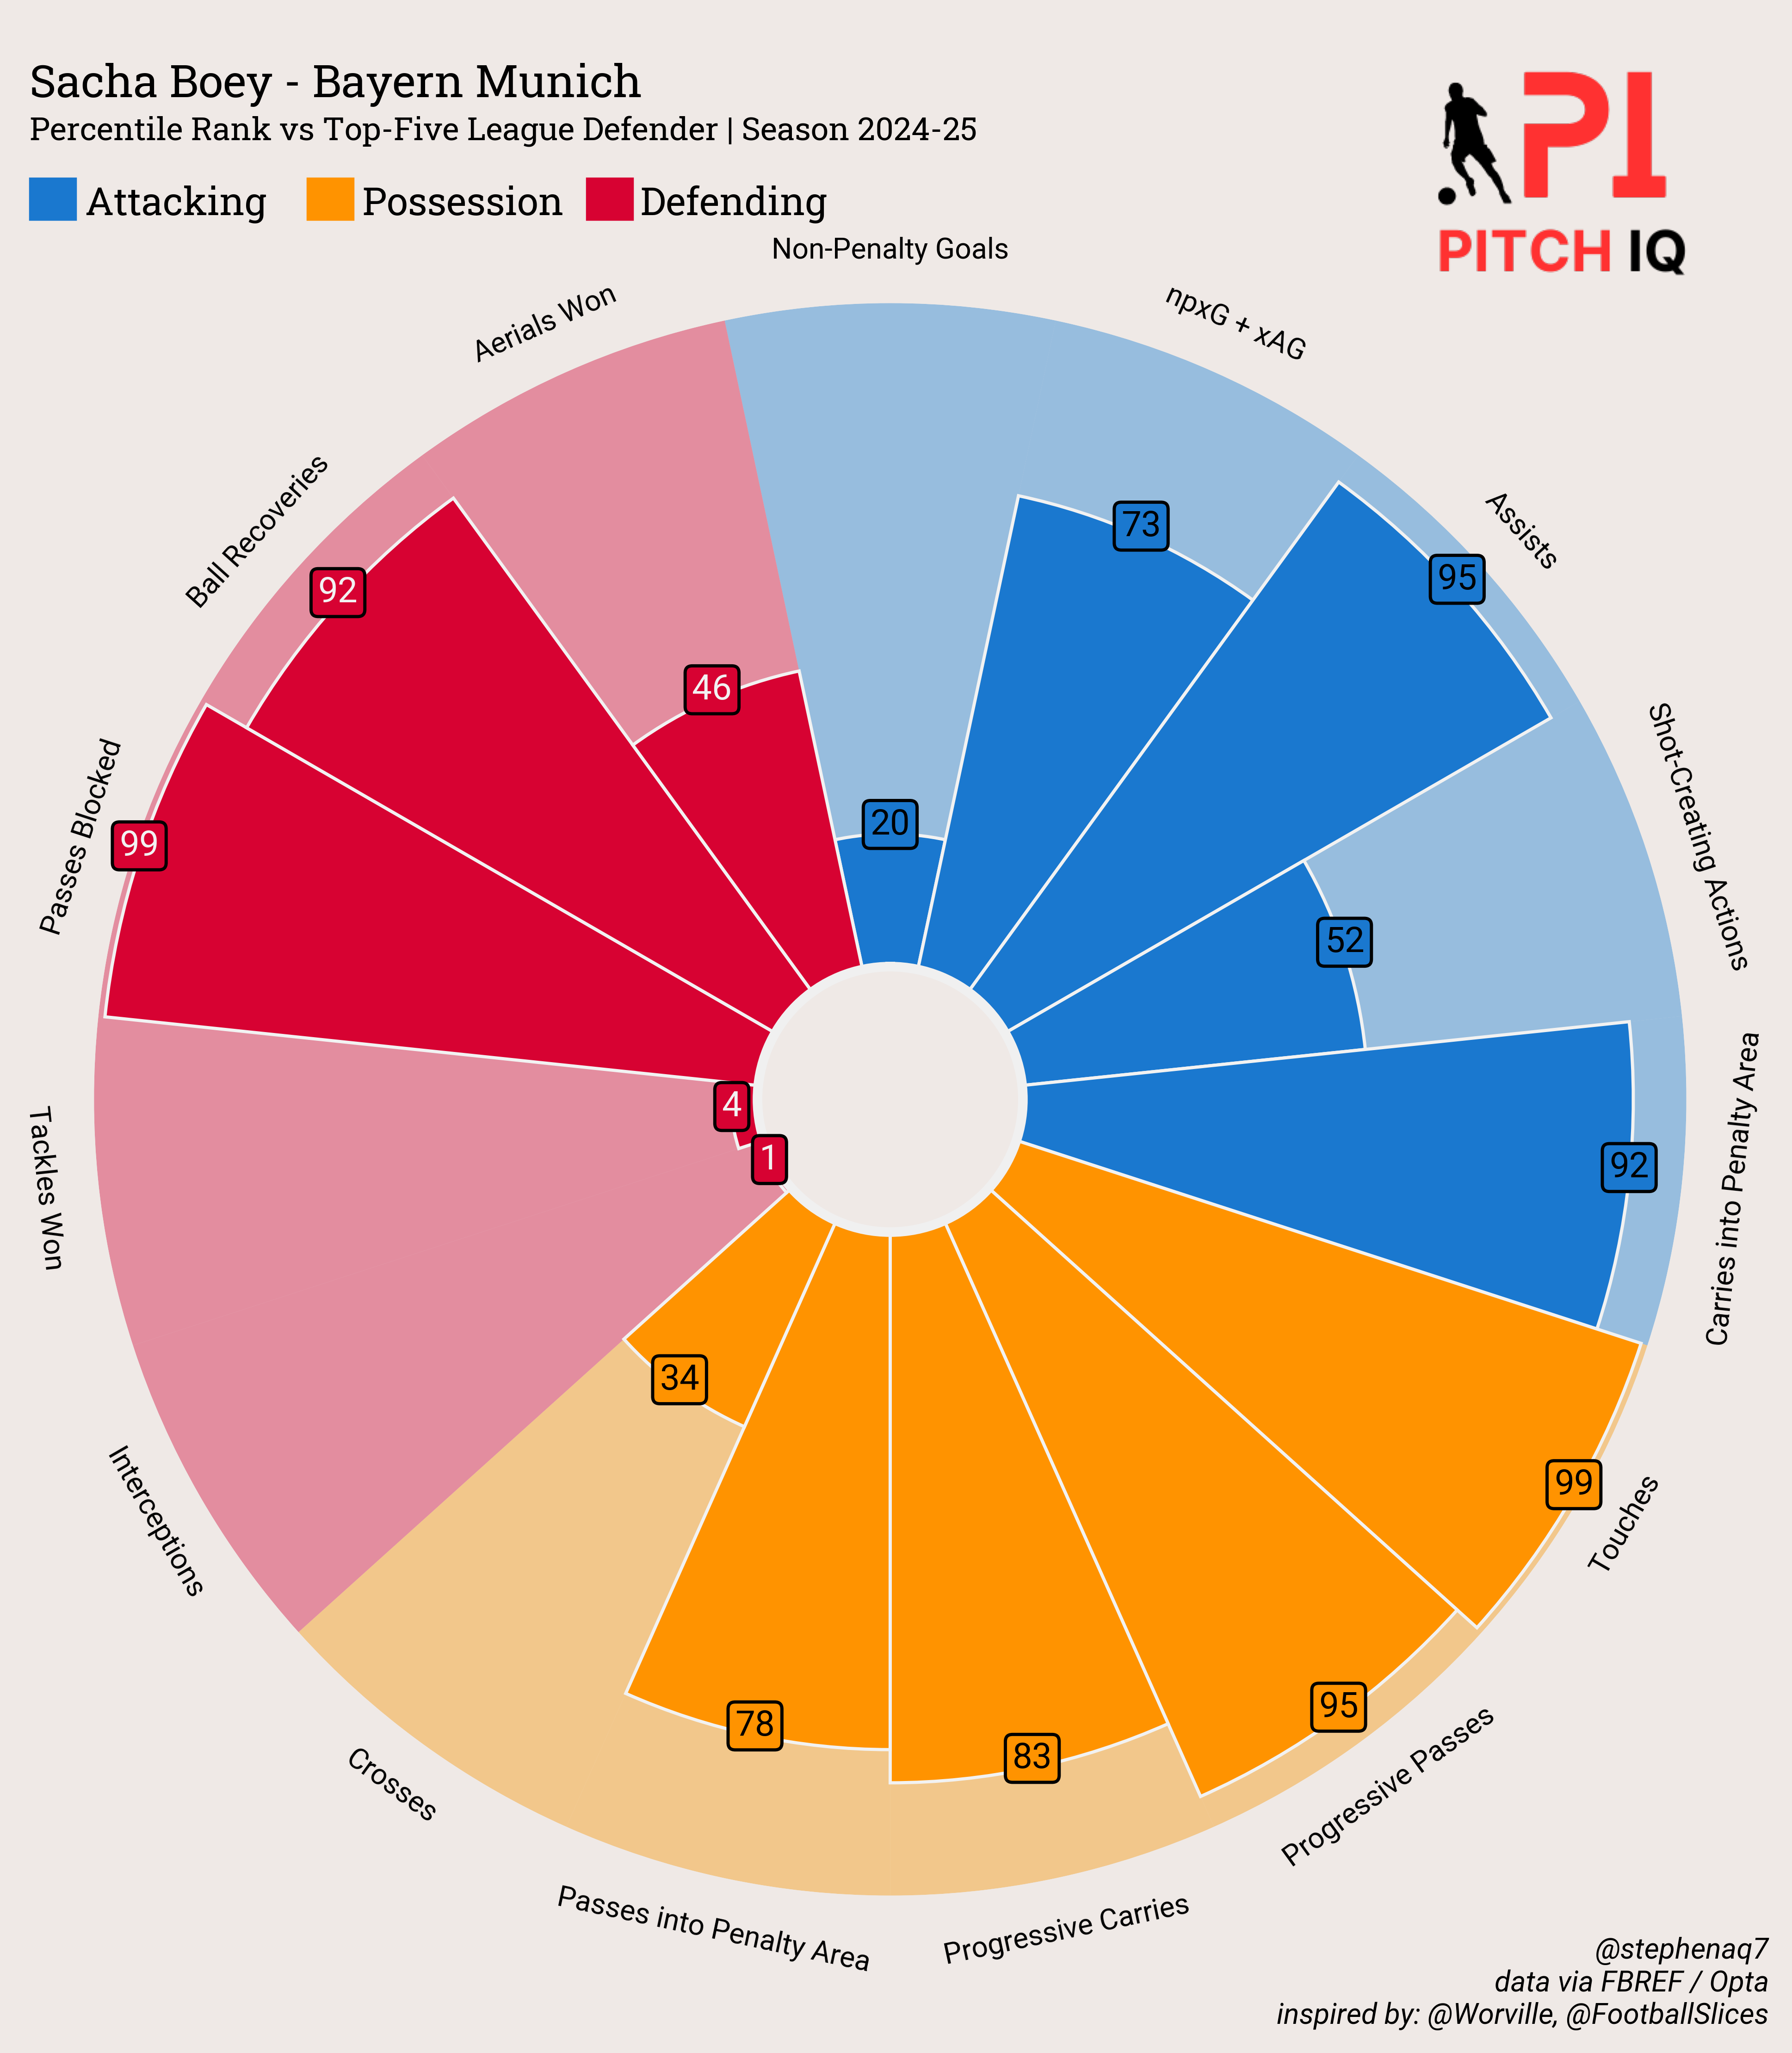 Sacha Boey - Bayern Munich
Percentile Rank vs Top-Five League Defender | Season 2024-25
Attacking
Possession
Defending
PI
PITCH IQ
Non-Penalty Goals
npxG + xAG
Assists
Shot-Creating Actions
Carries into Penalty Area
Touches
Progressive Passes
Progressive Carries
Passes into Penalty Area
Crosses
Interceptions
Tackles Won
Passes Blocked
Ball Recoveries
Aerials Won
20
73
95
52
92
99
95
83
78
34
1
4
99
92
46
@stephenaq7
data via FBREF / Opta
inspired by: @Worville, @FootballSlices